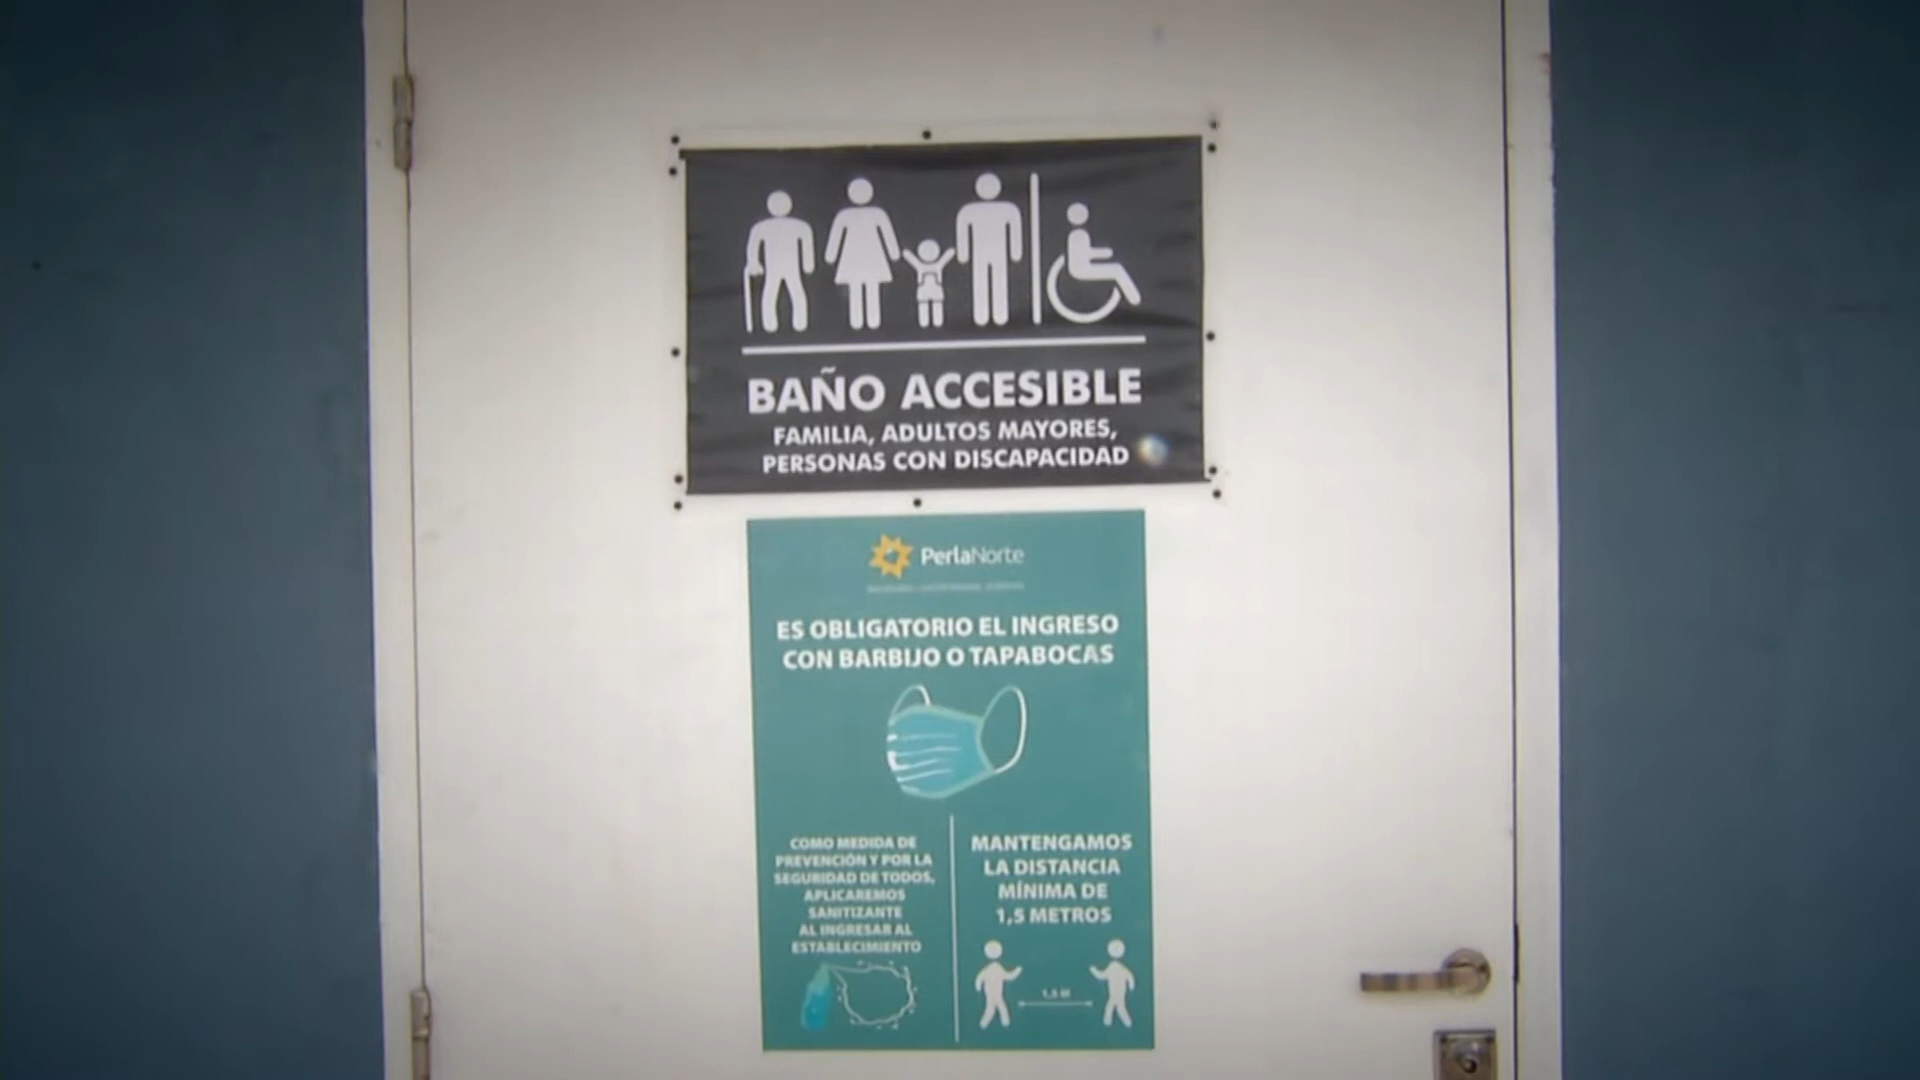 BAÑO ACCESIBLE
FAMILIA, ADULTOS MAYORES,
PERSONAS CON DISCAPACIDAD
PerlaNorte
ES OBLIGATORIO EL INGRESO
CON BARBIJO O TAPABOCAS
COMO MEDIDA DE
PREVENCIÓN Y POR LA
SEGURIDAD DE TODOS,
APLICAREMOS
SANITIZANTE
AL INGRESAR AL
ESTABLECIMIENTO
MANTENGAMOS
LA DISTANCIA
MÍNIMA DE
1,5 METROS
1,5 M